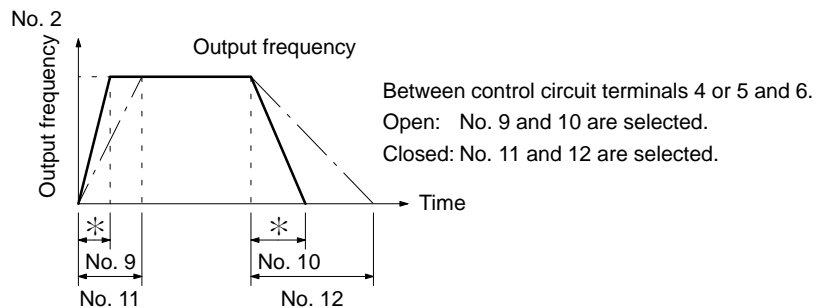 No. 2
Output frequency
Output frequency
Between control circuit terminals 4 or 5 and 6.
Open: No. 9 and 10 are selected.
Closed: No. 11 and 12 are selected.
Time
* *
No. 9 No. 10
No. 11 No. 12